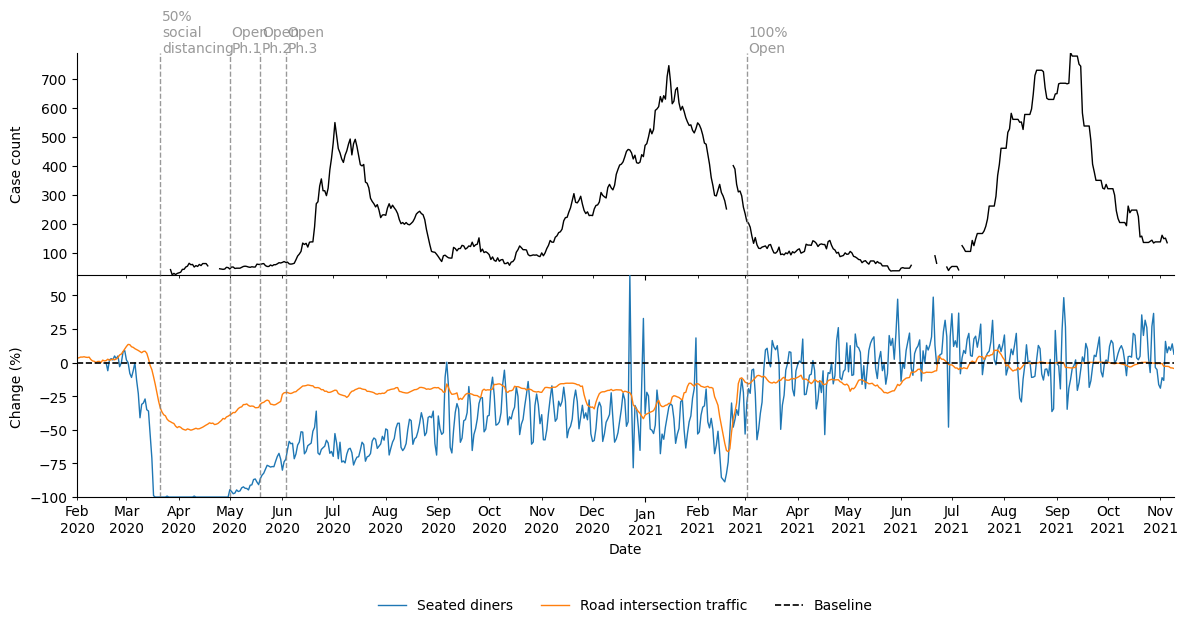 50%
social
distancing
Open
Ph.1
Open
Ph.2
Open
Ph.3
100%
Open
Case count
700
600
500
400
300
200
100
Change (%)
50
25
0
−25
−50
−75
−100
Feb
2020
Mar
2020
Apr
2020
May
2020
Jun
2020
Jul
2020
Aug
2020
Sep
2020
Oct
2020
Nov
2020
Dec
2020
Jan
2021
Feb
2021
Mar
2021
Apr
2021
May
2021
Jun
2021
Jul
2021
Aug
2021
Sep
2021
Oct
2021
Nov
2021
Date
Seated diners
Road intersection traffic
Baseline